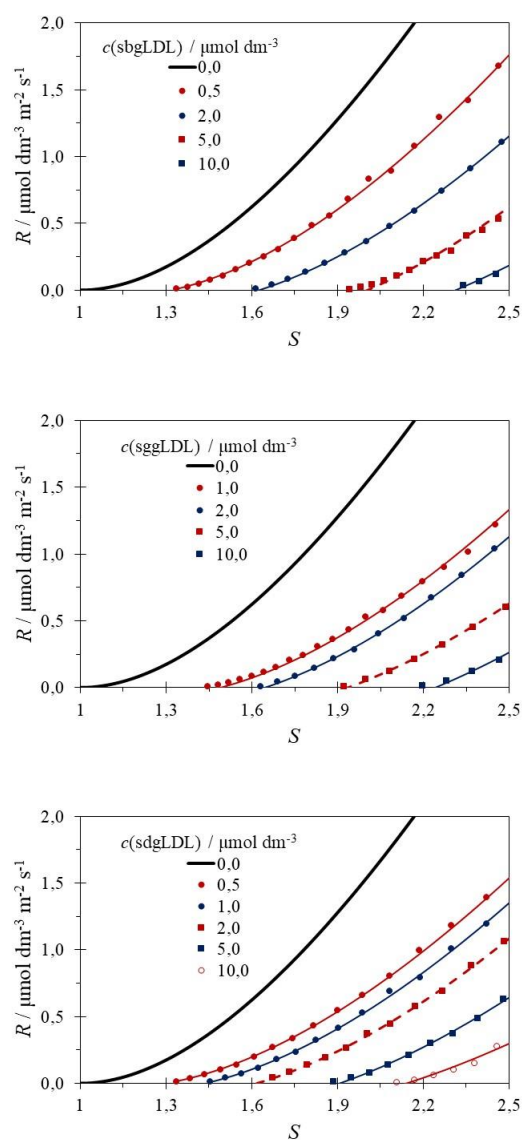 c(sbgLDL) / μmol dm-3
0,0
0,5
2,0
5,0
10,0
2,0
1,5
1,0
0,5
0,0
R / μmol dm-3 m-2 s-1
1 1,3 1,6 1,9 2,2 2,5
S
c(sggLDL) / μmol dm-3
0,0
1,0
2,0
5,0
10,0
2,0
1,5
1,0
0,5
0,0
R / μmol dm-3 m-2 s-1
1 1,3 1,6 1,9 2,2 2,5
S
c(sdgLDL) / μmol dm-3
0,0
0,5
1,0
2,0
5,0
10,0
2,0
1,5
1,0
0,5
0,0
R / μmol dm-3 m-2 s-1
1 1,3 1,6 1,9 2,2 2,5
S